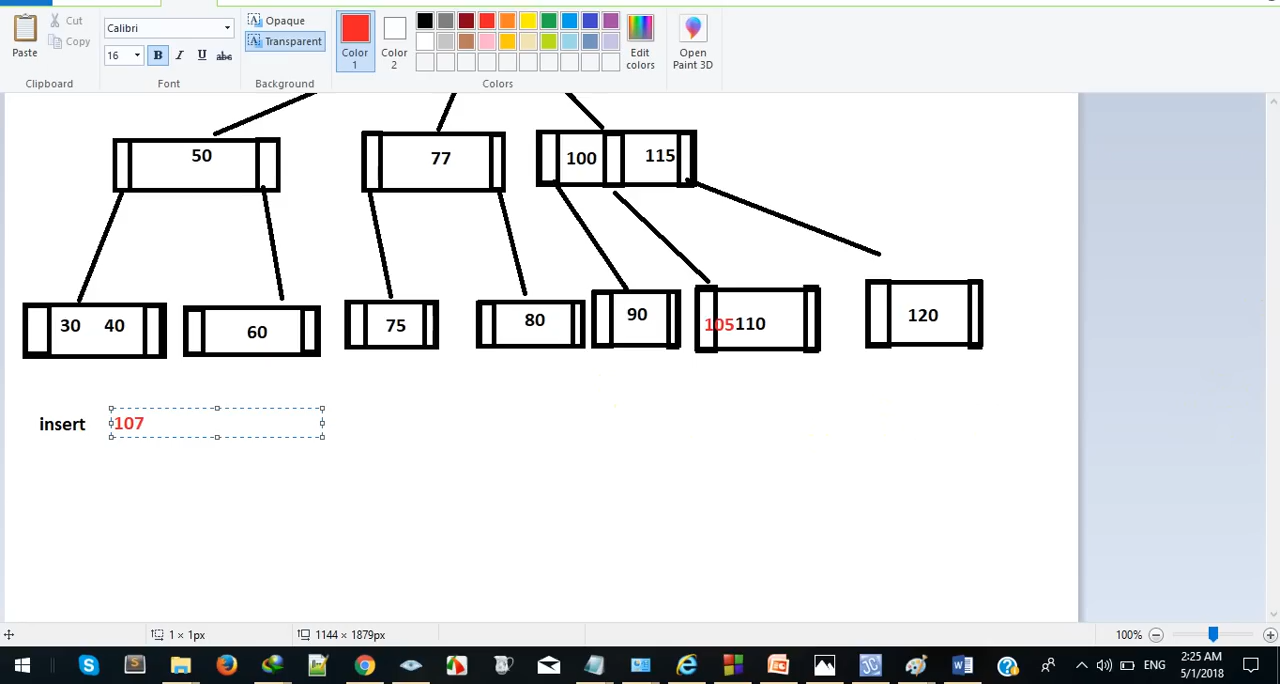 Cut
Copy
Paste
Clipboard
Calibri
16 B I U abc
Font
Opaque
Transparent
Background
Color 1
Color 2
Edit colors
Colors
Open Paint 3D
50 77 100 115
30 40 60 75 80 90 105 110 120
insert 107
1 × 1px
1144 × 1879px
100%
ENG
2:25 AM
5/1/2018